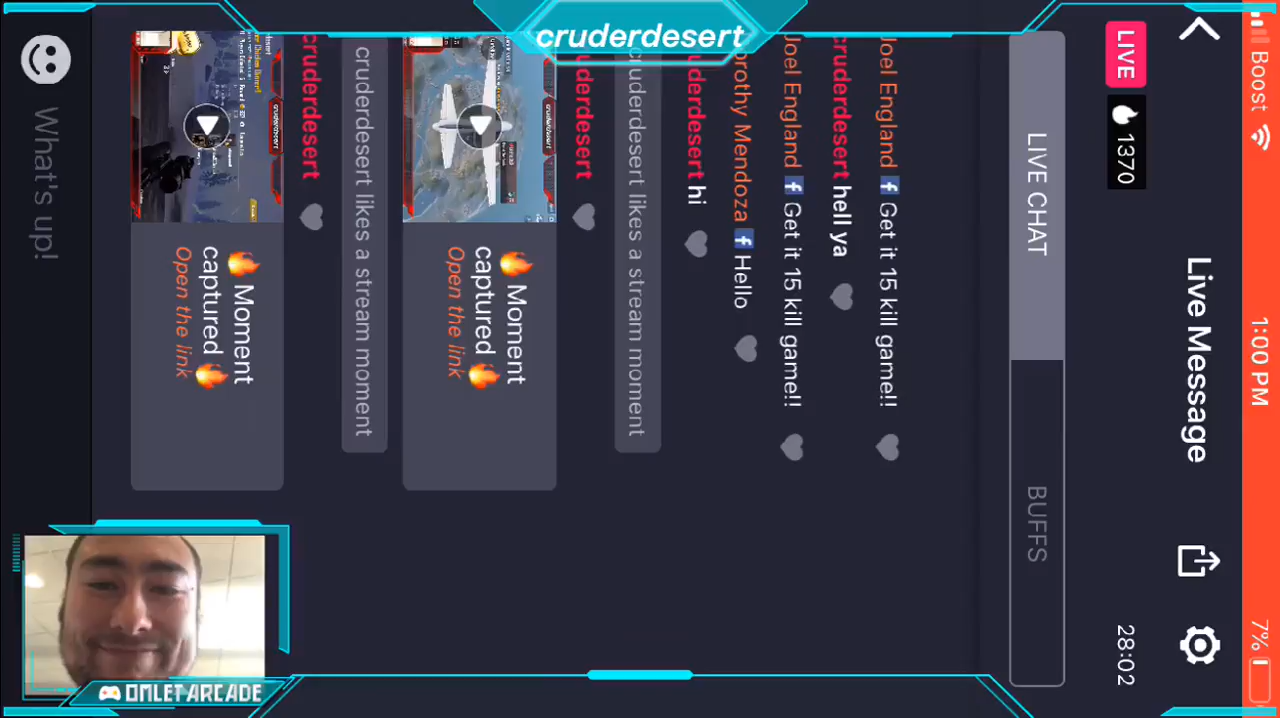 cruderdesert
Boost
1:00 PM
7%
Live Message
LIVE
1370
28:02
LIVE CHAT
BUFFS
Joel England Get it 15 kill game!!
cruderdesert hell ya
Joel England Get it 15 kill game!!
orothy Mendoza Hello
cruderdesert hi
cruderdesert likes a stream moment
cruderdesert
cruderdesert
🔥 Moment
captured 🔥
Open the link
cruderdesert likes a stream moment
cruderdesert
cruderdesert
🔥 Moment
captured 🔥
Open the link
What's up!
OMLET ARCADE